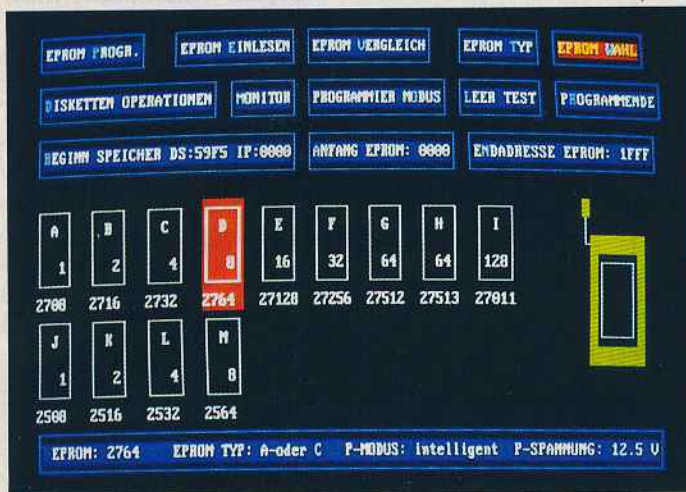 EPROM PROGR. EPROM EINLESEN EPROM VERGLEICH EPROM TYP EPROM WAHL
DISKETTEN OPERATIONEN MONITOR PROGRAMMIER MODUS LEER TEST PROGRAMMENDE
BEGINN SPEICHER DS:59F5 IP:0000 ANFANG EPROM: 0000 ENDADRESSE EPROM: 1FFF
A B C D E F G H I
1 2 4 8 16 32 64 64 128
2708 2716 2732 2764 27128 27256 27512 27513 27011
J K L M
1 2 4 8
2508 2516 2532 2564
EPROM: 2764 EPROM TYP: A-oder C P-MODUS: intelligent P-SPANNUNG: 12.5 V